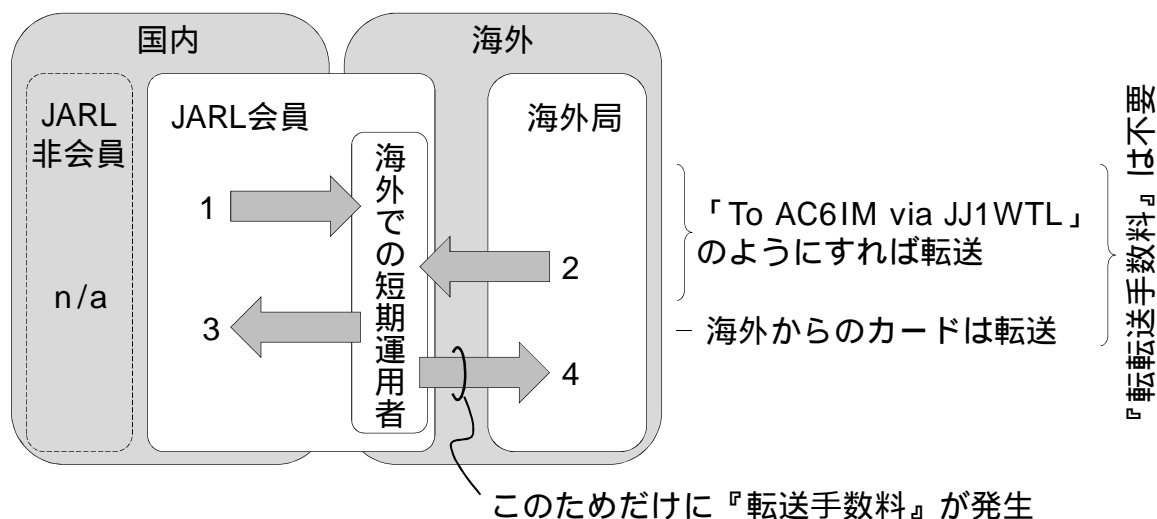 国内
海外
JARL
非会員
n/a
JARL会員
海外での短期運用者
海外局
1
2
3
4
「To AC6IM via JJ1WTL」
のようにすれば転送
海外からのカードは転送
『転転送手数料』は不要
このためだけに『転送手数料』が発生